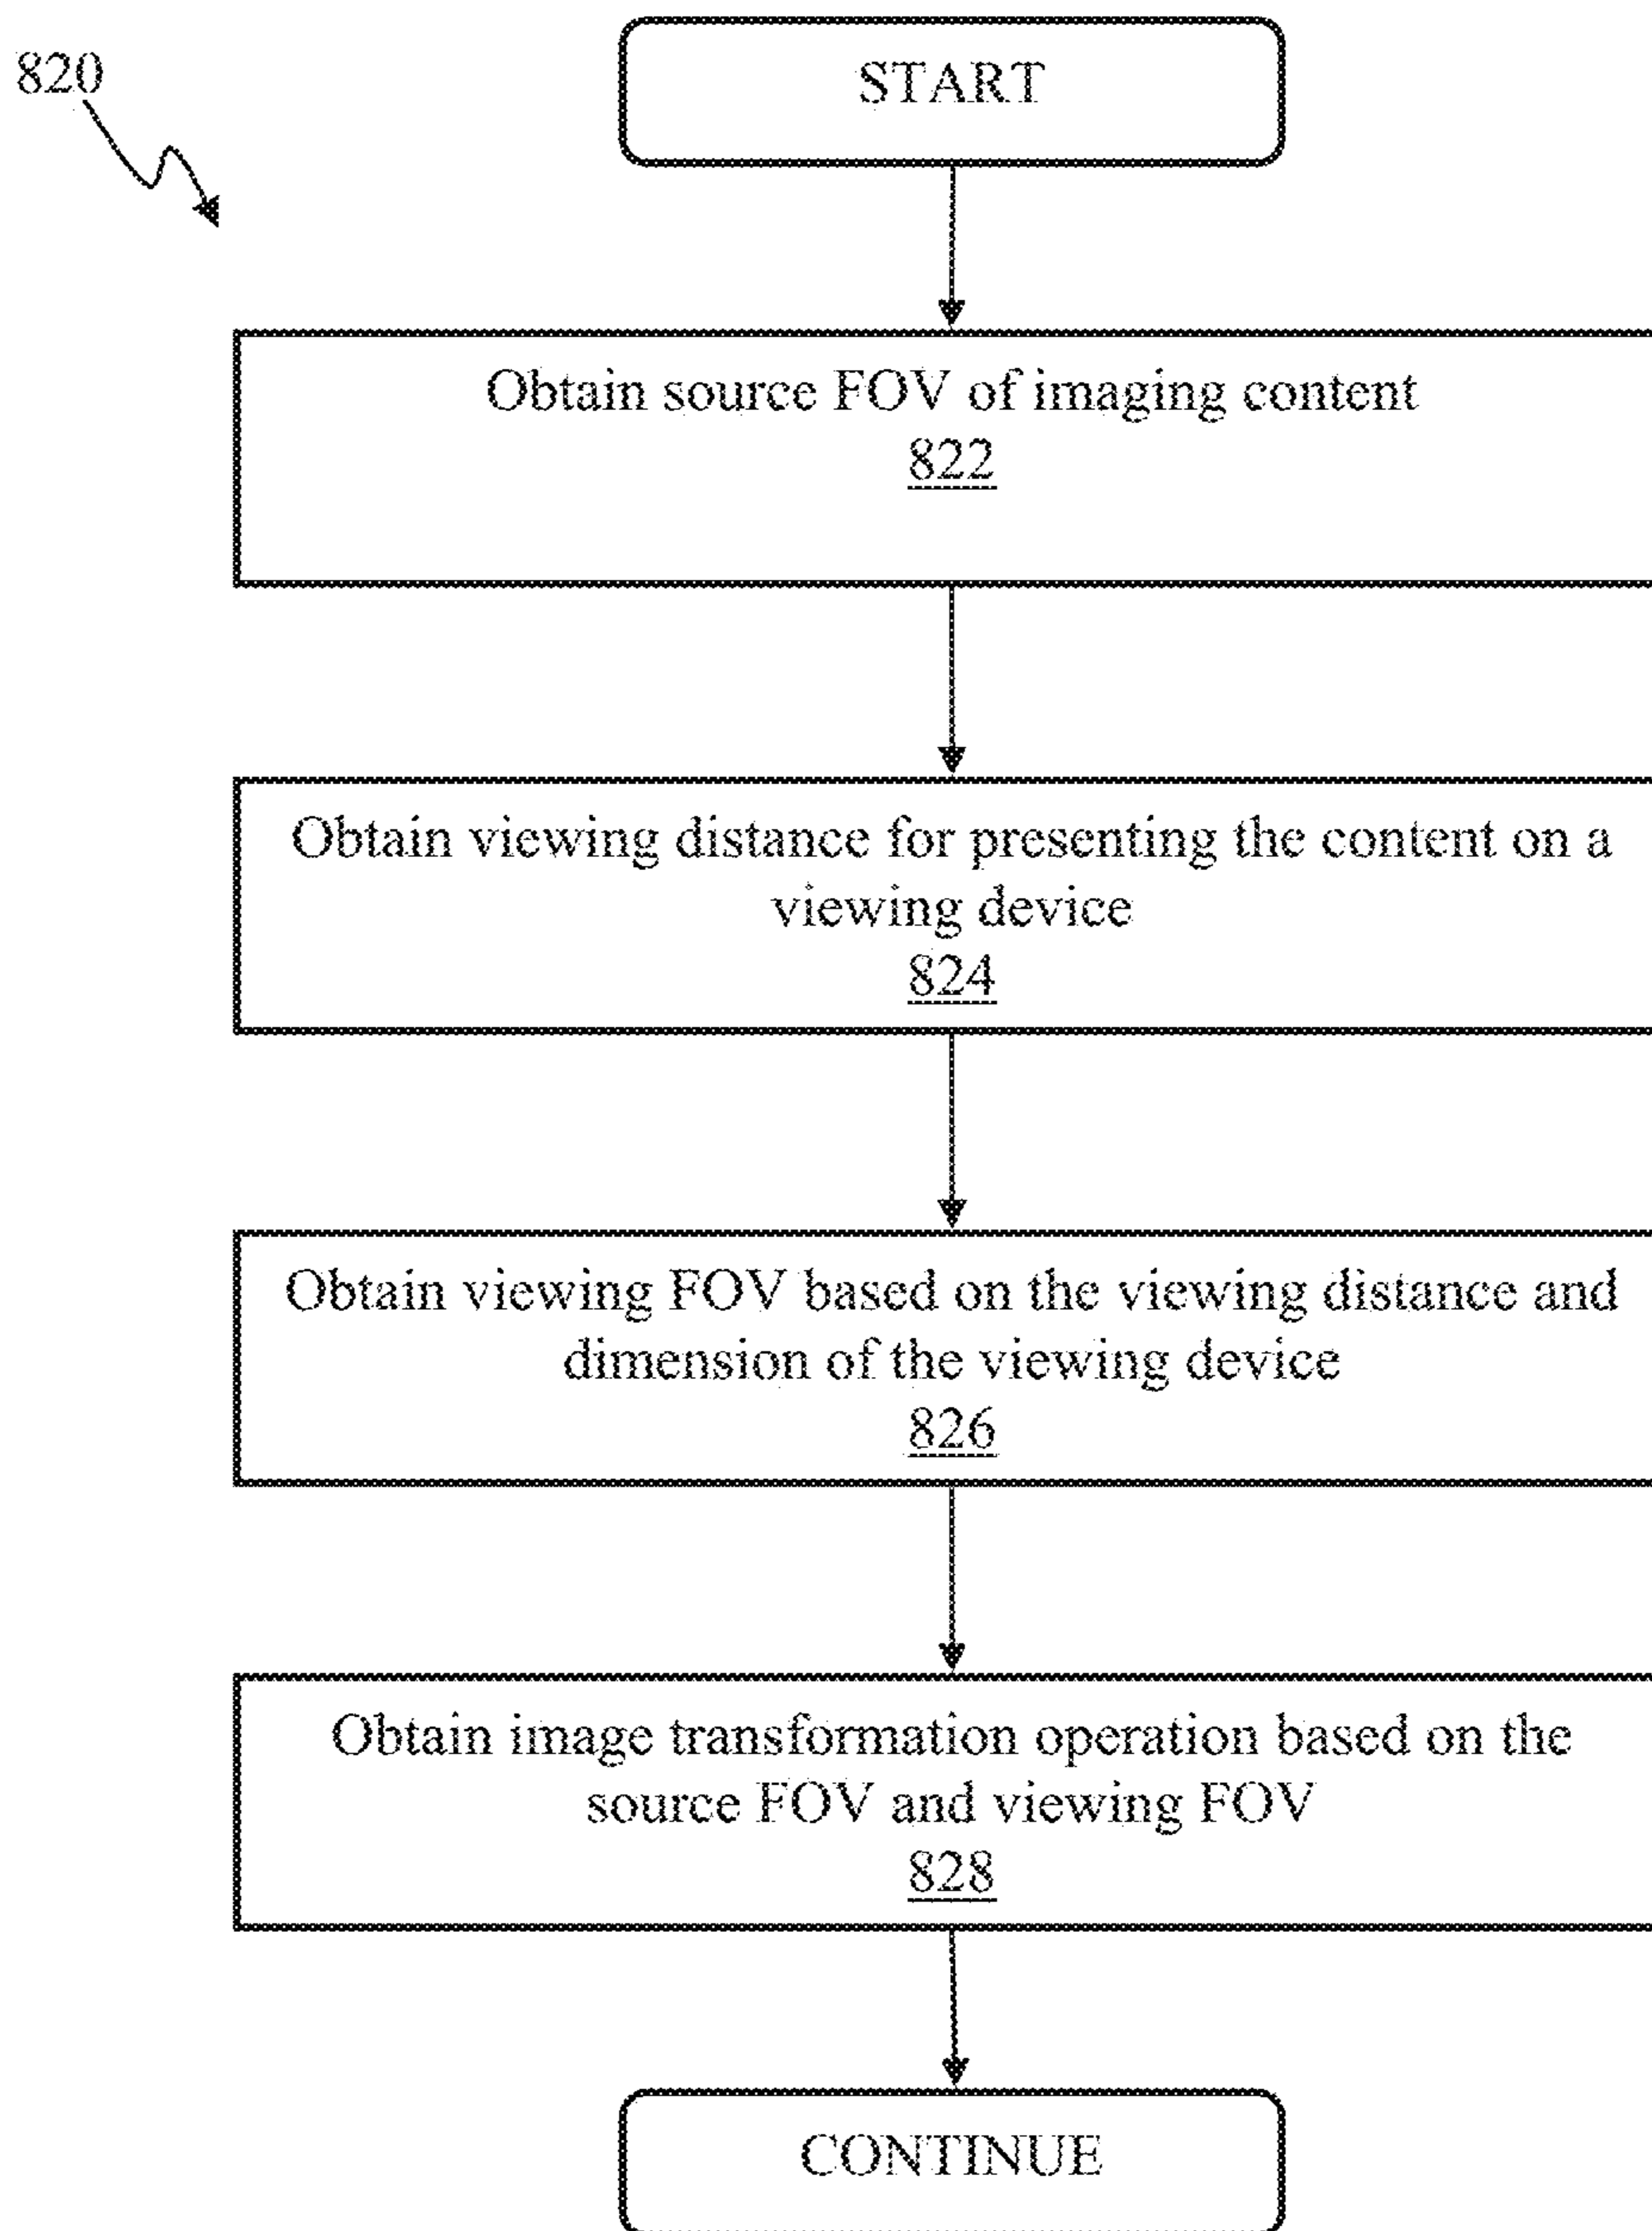 820
START
Obtain source FOV of imaging content
822
Obtain viewing distance for presenting the content on a
viewing device
824
Obtain viewing FOV based on the viewing distance and
dimension of the viewing device
826
Obtain image transformation operation based on the
source FOV and viewing FOV
828
CONTINUE